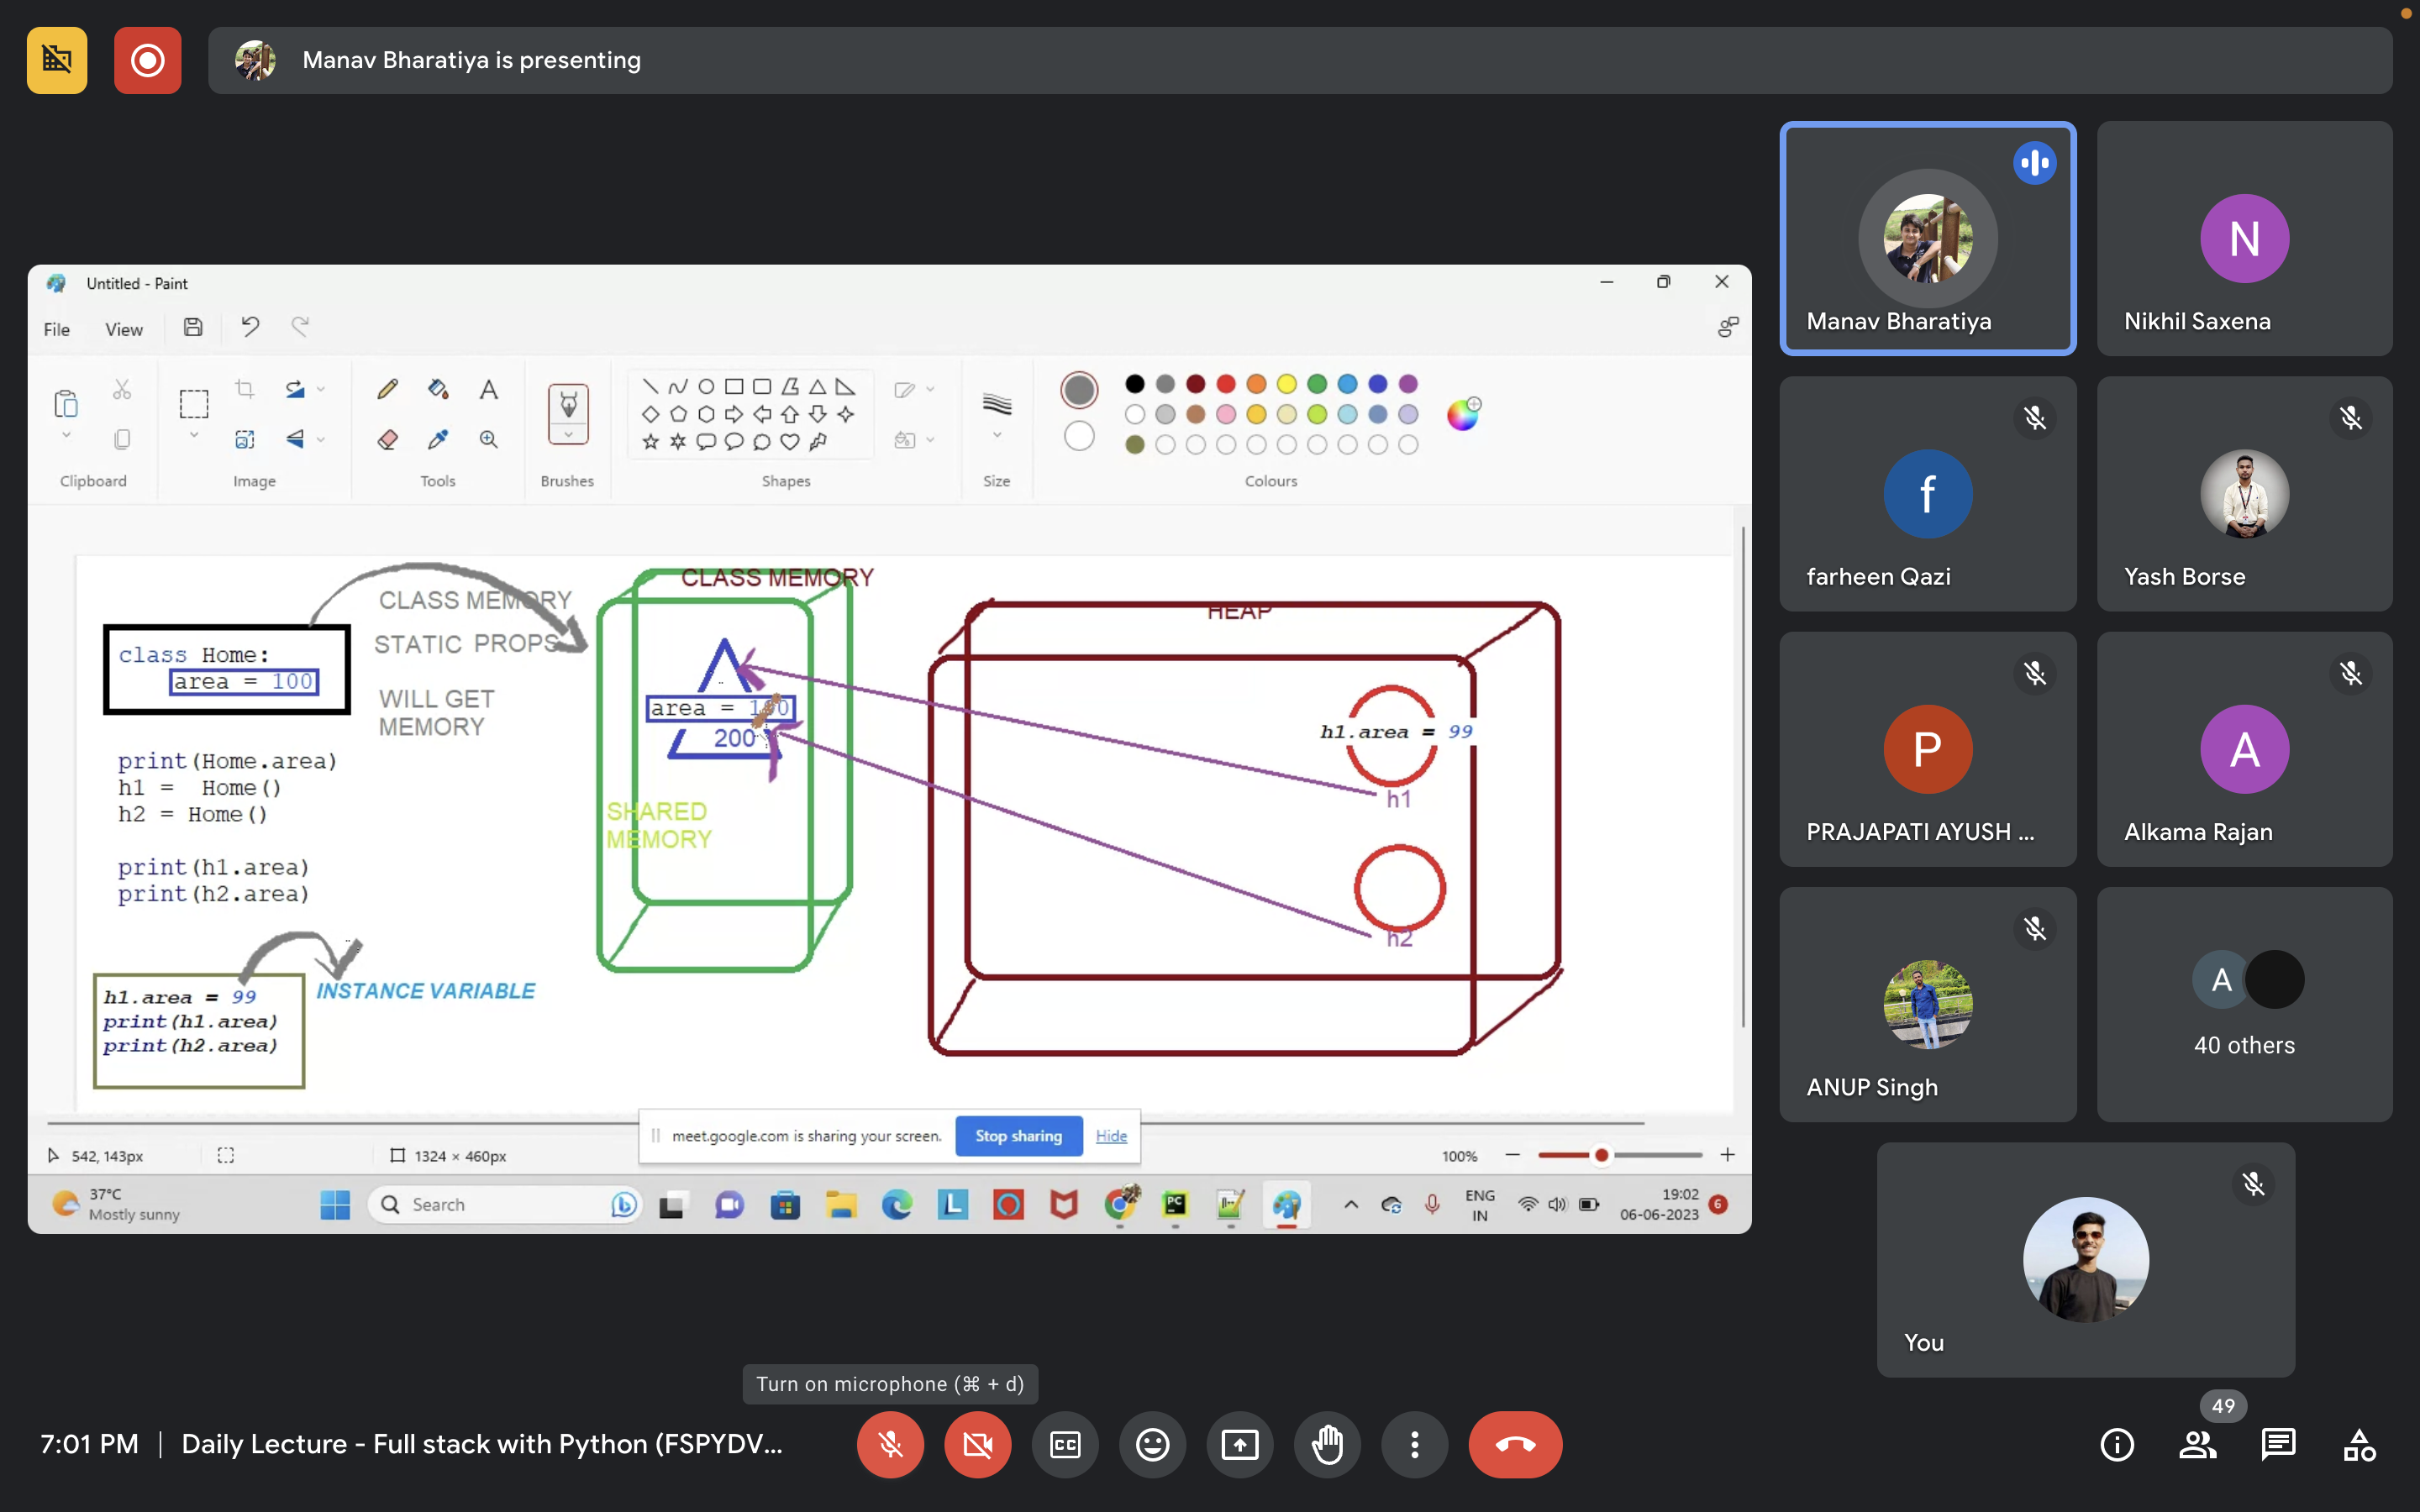 Manav Bharatiya is presenting
Untitled - Paint
File
View
Clipboard
Image
Tools
Brushes
Shapes
Size
Colours
CLASS MEMORY
STATIC PROPS
WILL GET
MEMORY
class Home:
area = 100
print(Home.area)
h1 =  Home()
h2 = Home()
print(h1.area)
print(h2.area)
h1.area = 99
print(h1.area)
print(h2.area)
INSTANCE VARIABLE
CLASS MEMORY
area = 100
200
SHARED
MEMORY
HEAP
h1.area = 99
h1
h2
meet.google.com is sharing your screen.
Stop sharing
Hide
542, 143px
1324 × 460px
100%
37°C
Mostly sunny
Search
L
PC
ENG
IN
19:02
06-06-2023
6
Manav Bharatiya
N
Nikhil Saxena
f
farheen Qazi
Yash Borse
P
PRAJAPATI AYUSH ...
A
Alkama Rajan
ANUP Singh
A
40 others
You
Turn on microphone (⌘ + d)
7:01 PM | Daily Lecture - Full stack with Python (FSPYDV...
CC
49